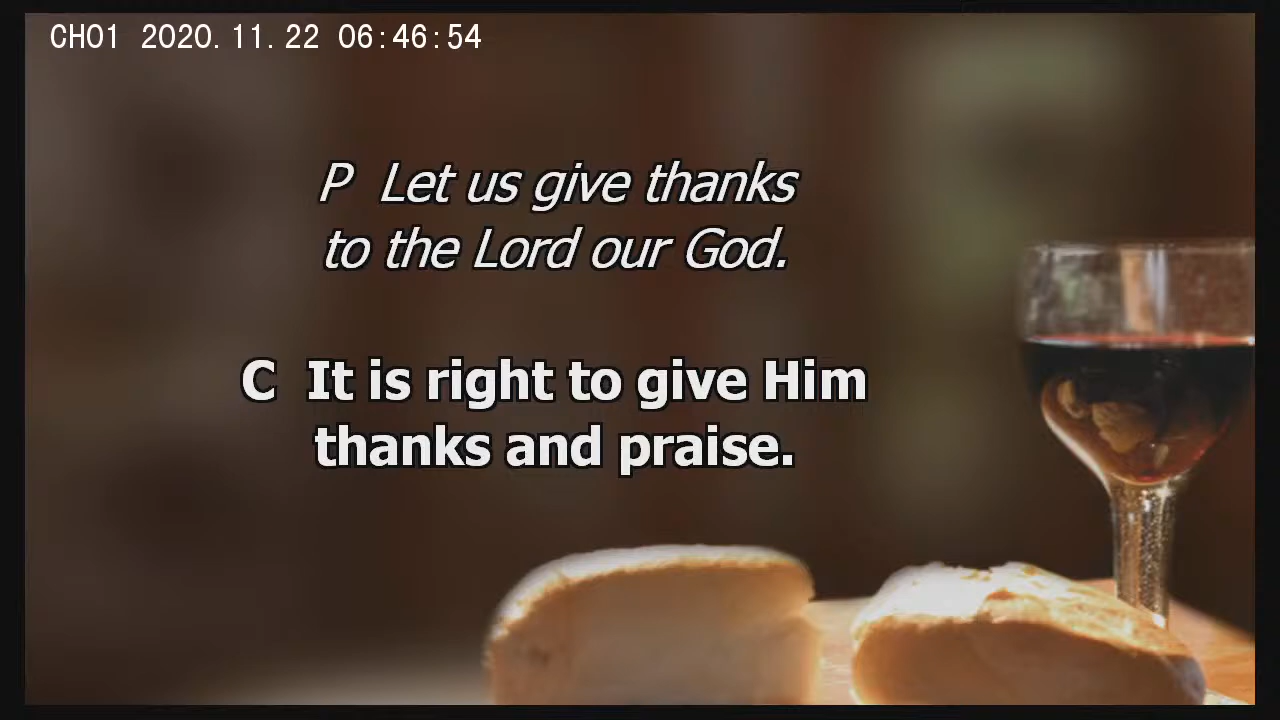 CH01 2020.11.22 06:46:54
P Let us give thanks
to the Lord our God.
C It is right to give Him
thanks and praise.